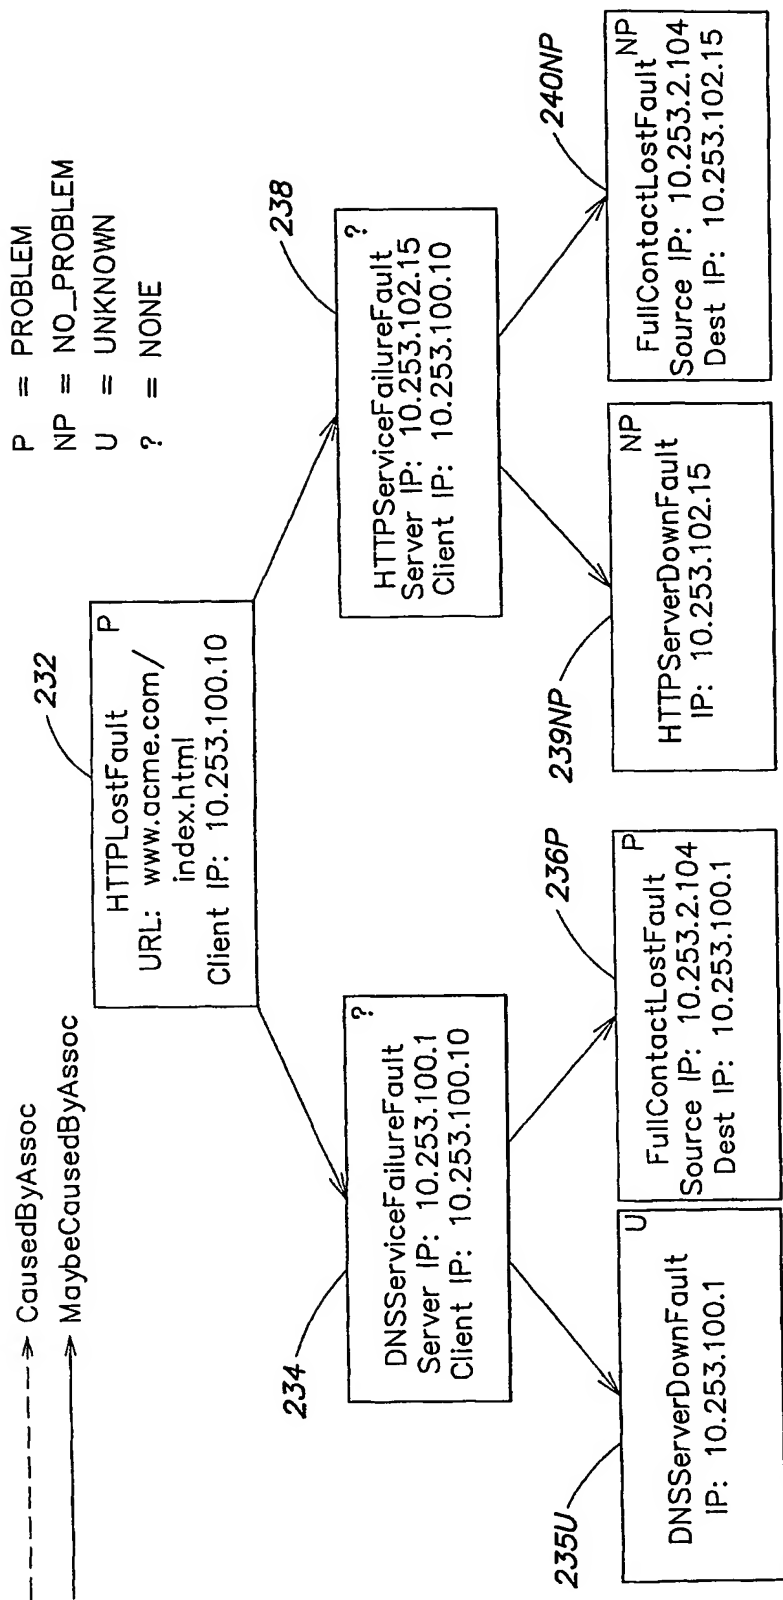 CausedByAssoc
MaybeCausedByAssoc
P = PROBLEM
NP = NO_PROBLEM
U = UNKNOWN
? = NONE
232
HTTPLostFault
P
URL: www.acme.com/
index.html
Client IP: 10.253.100.10
234
?
DNSServiceFailureFault
Server IP: 10.253.100.1
Client IP: 10.253.100.10
238
?
HTTPServiceFailureFault
Server IP: 10.253.102.15
Client IP: 10.253.100.10
235U
U
DNSServerDownFault
IP: 10.253.100.1
236P
P
FullContactLostFault
Source IP: 10.253.2.104
Dest IP: 10.253.100.1
239NP
NP
HTTPServerDownFault
IP: 10.253.102.15
240NP
NP
FullContactLostFault
Source IP: 10.253.2.104
Dest IP: 10.253.102.15